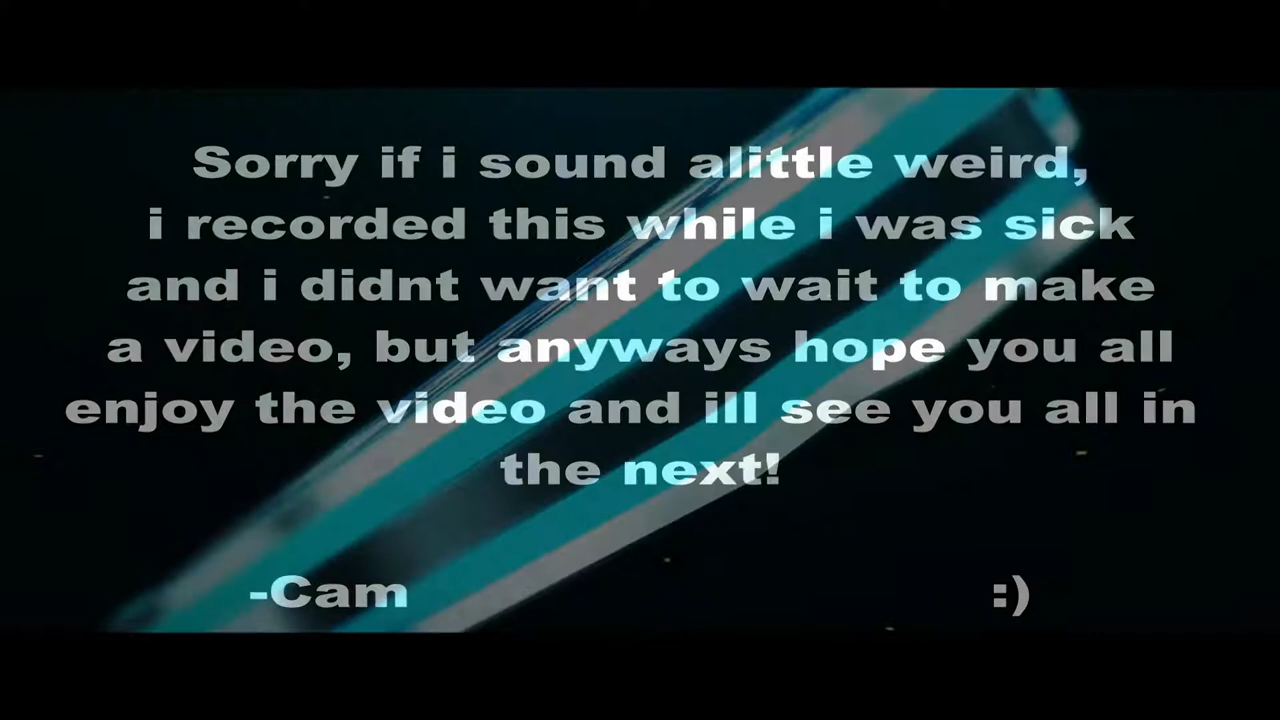 Sorry if i sound alittle weird,
i recorded this while i was sick
and i didnt want to wait to make
a video, but anyways hope you all
enjoy the video and ill see you all in
the next!
-Cam :)